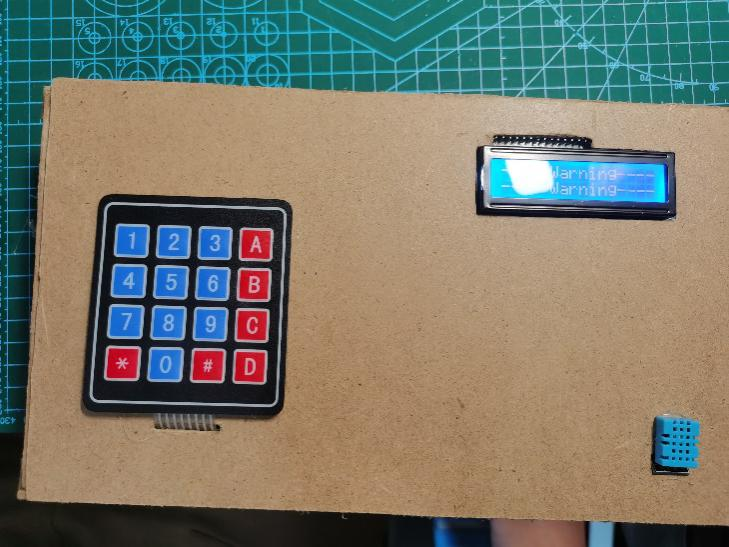 ----Warning----
----Warning----
1 2 3 A
4 5 6 B
7 8 9 C
* 0 # D